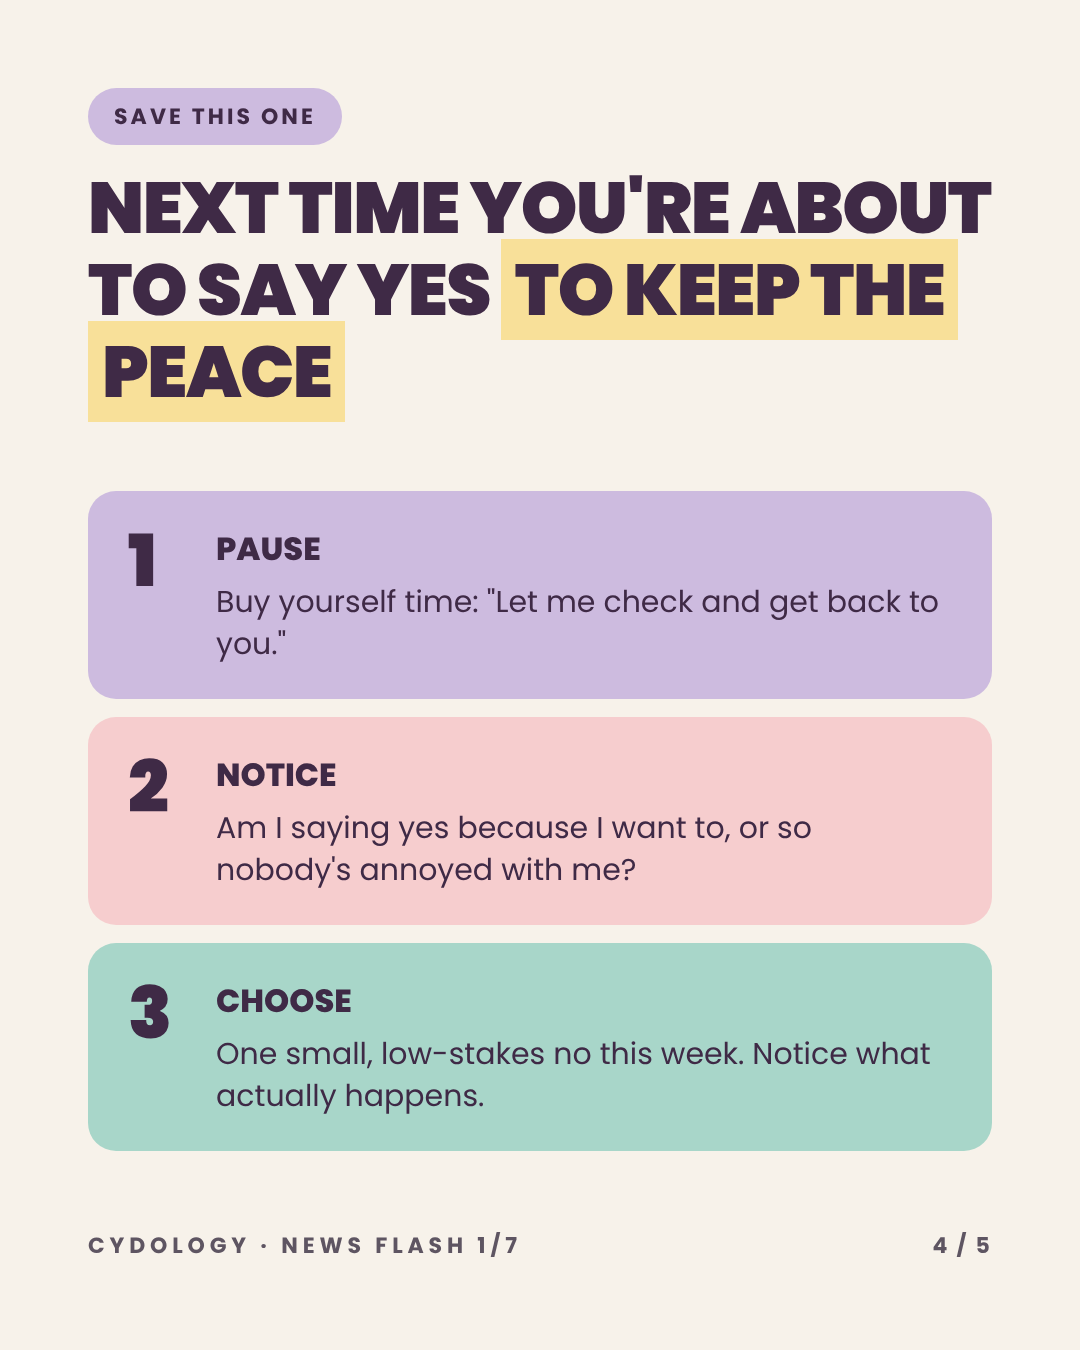 SAVE THIS ONE
NEXT TIME YOU'RE ABOUT
TO SAY YES TO KEEP THE
PEACE
1
PAUSE
Buy yourself time: "Let me check and get back to
you."
2
NOTICE
Am I saying yes because I want to, or so
nobody's annoyed with me?
3
CHOOSE
One small, low-stakes no this week. Notice what
actually happens.
CYDOLOGY · NEWS FLASH 1/7
4 / 5